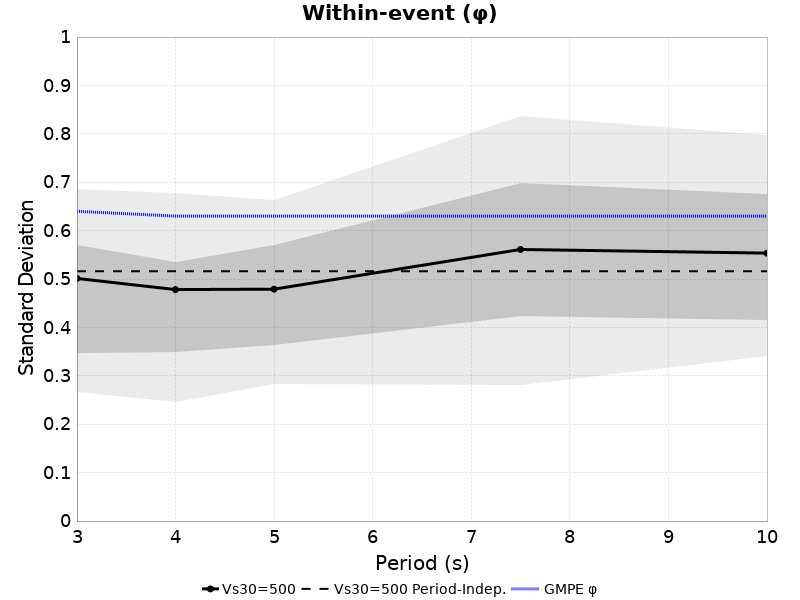 Within-event (φ)
1
0.9
0.8
0.7
0.6
0.5
0.4
0.3
0.2
0.1
0
Standard Deviation
3 4 5 6 7 8 9 10
Period (s)
Vs30=500 Vs30=500 Period-Indep. GMPE φ